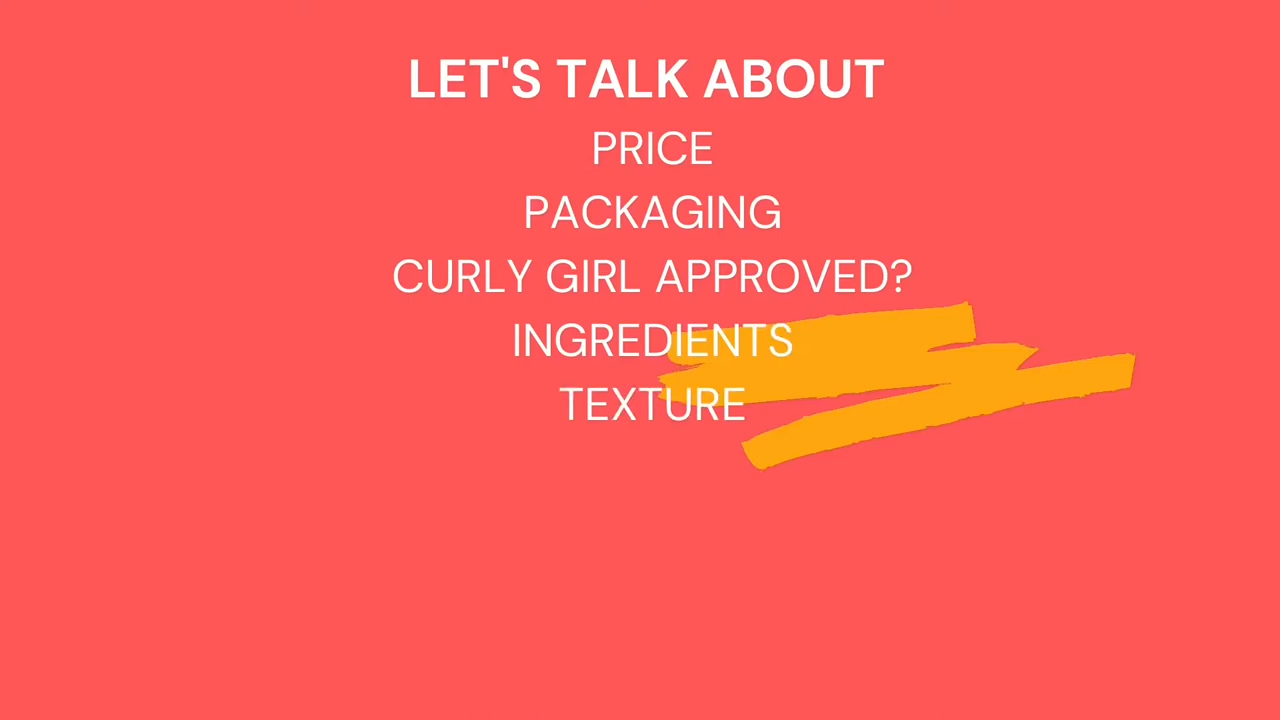 LET'S TALK ABOUT
PRICE
PACKAGING
CURLY GIRL APPROVED?
INGREDIENTS
TEXTURE